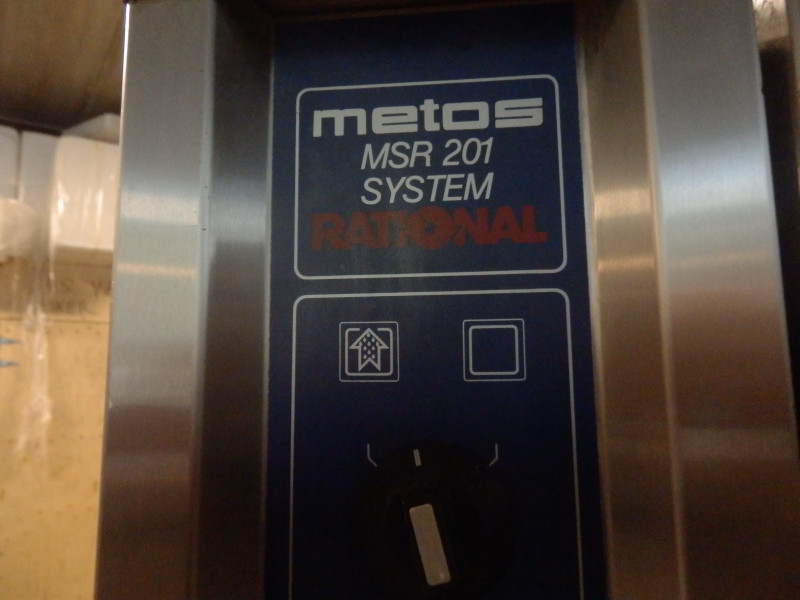 metos
MSR 201
SYSTEM
RATIONAL